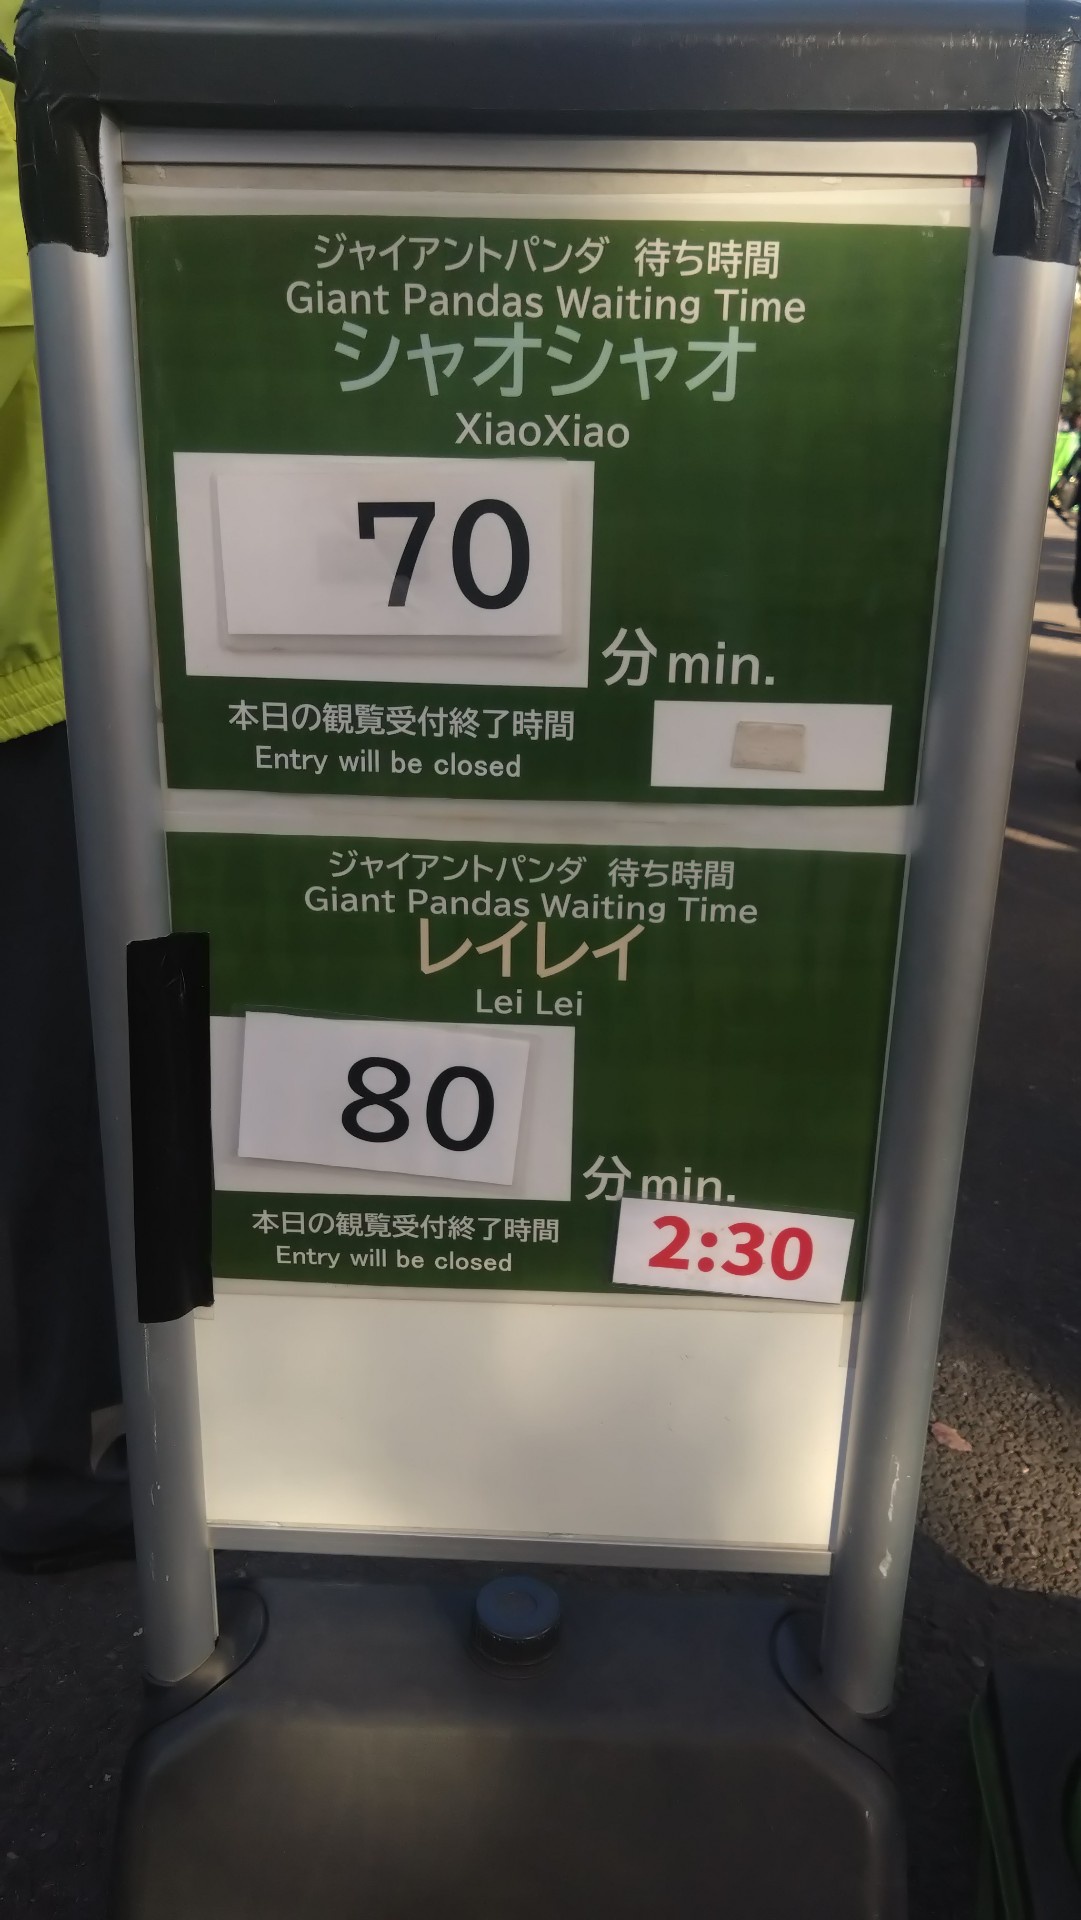 ジャイアントパンダ 待ち時間
Giant Pandas Waiting Time
シャオシャオ
XiaoXiao
70
分 min.
本日の観覧受付終了時間
Entry will be closed
ジャイアントパンダ 待ち時間
Giant Pandas Waiting Time
レイレイ
Lei Lei
80
分 min.
本日の観覧受付終了時間
2:30
Entry will be closed